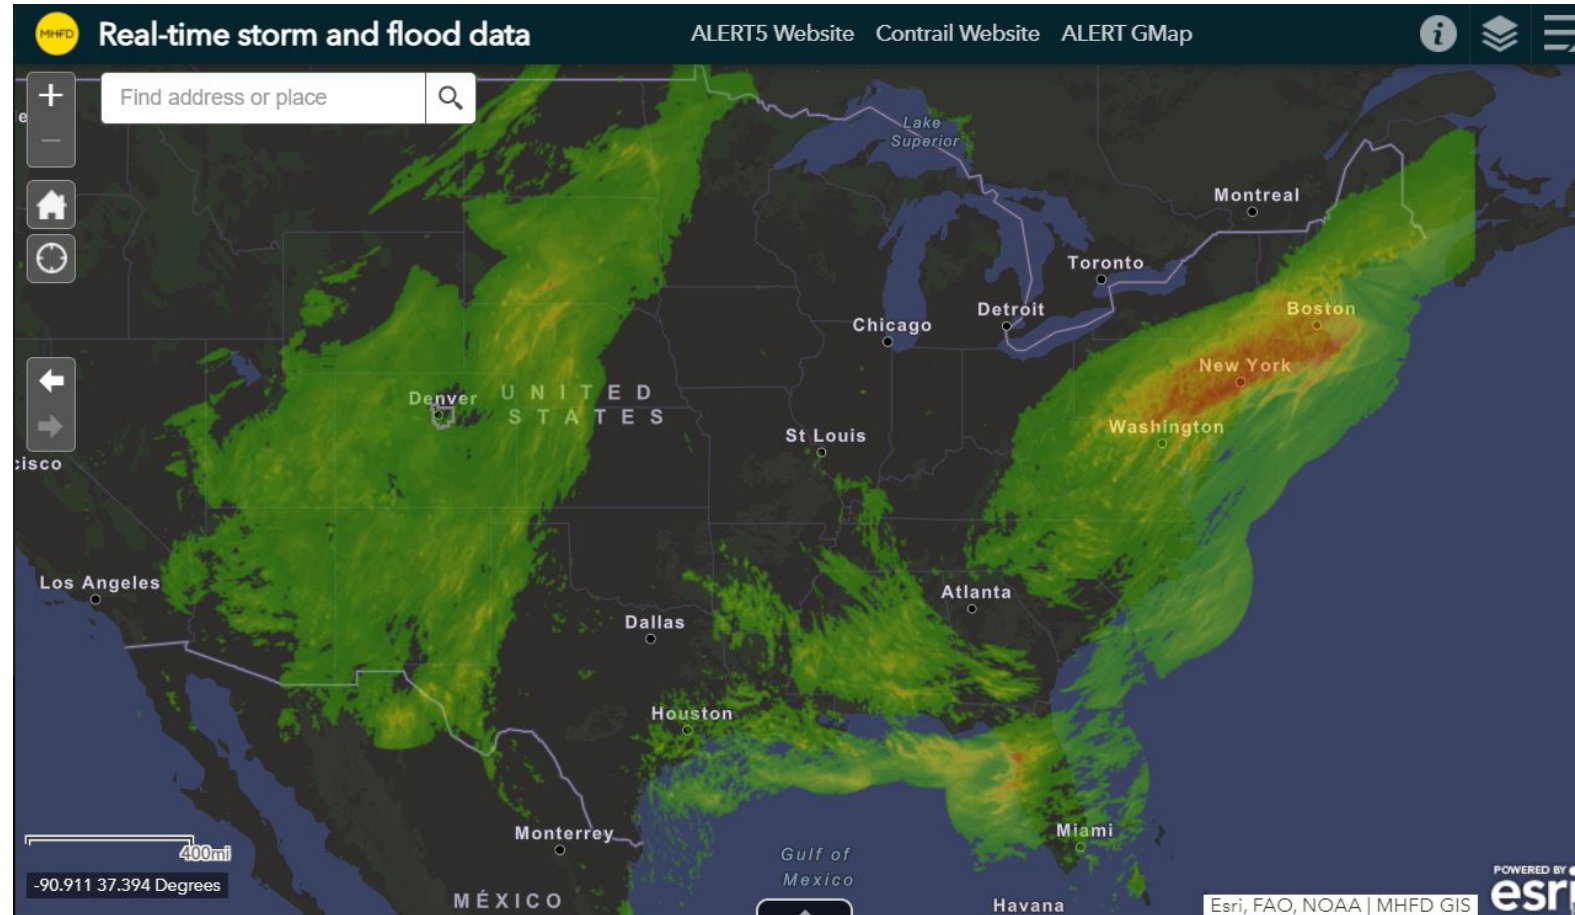 MHFD
Real-time storm and flood data
ALERT5 Website
Contrail Website
ALERT GMap
Find address or place
Lake
Superior
Montreal
Toronto
Detroit
Boston
Chicago
New York
Denver
UNITED
STATES
Washington
St Louis
cisco
Los Angeles
Atlanta
Dallas
Houston
Monterrey
Miami
Gulf of
Mexico
400mi
-90.911 37.394 Degrees
MÉXICO
Havana
Esri, FAO, NOAA | MHFD GIS
POWERED BY
esri